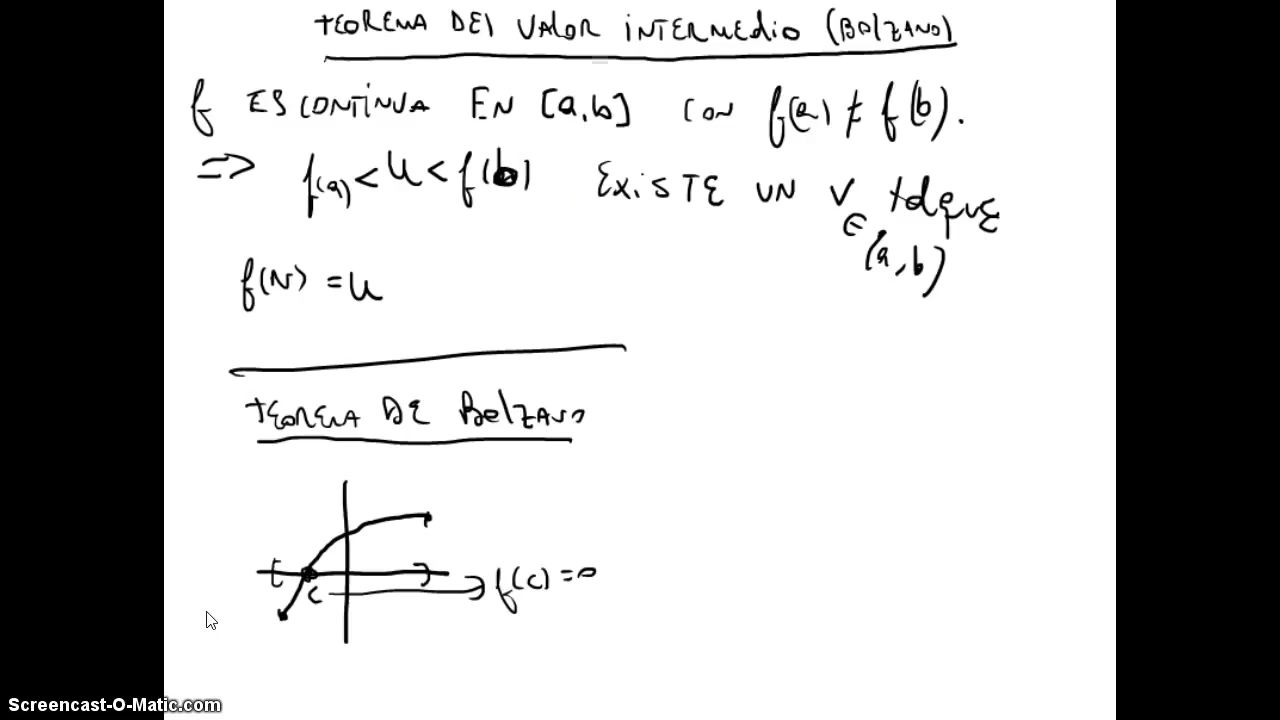 TEOREMA DEl VALOR INTERMEDIO (BolZANO)
f ES CONTINUA EN [a,b] CON f(a) ≠ f(b).
=> f(a) < u < f(b) EXISTE UN v tal que
∈ (a,b)
f(v) = u
TEOREMA DE BolZANO
[ ]
c → f(c) = 0
Screencast-O-Matic.com